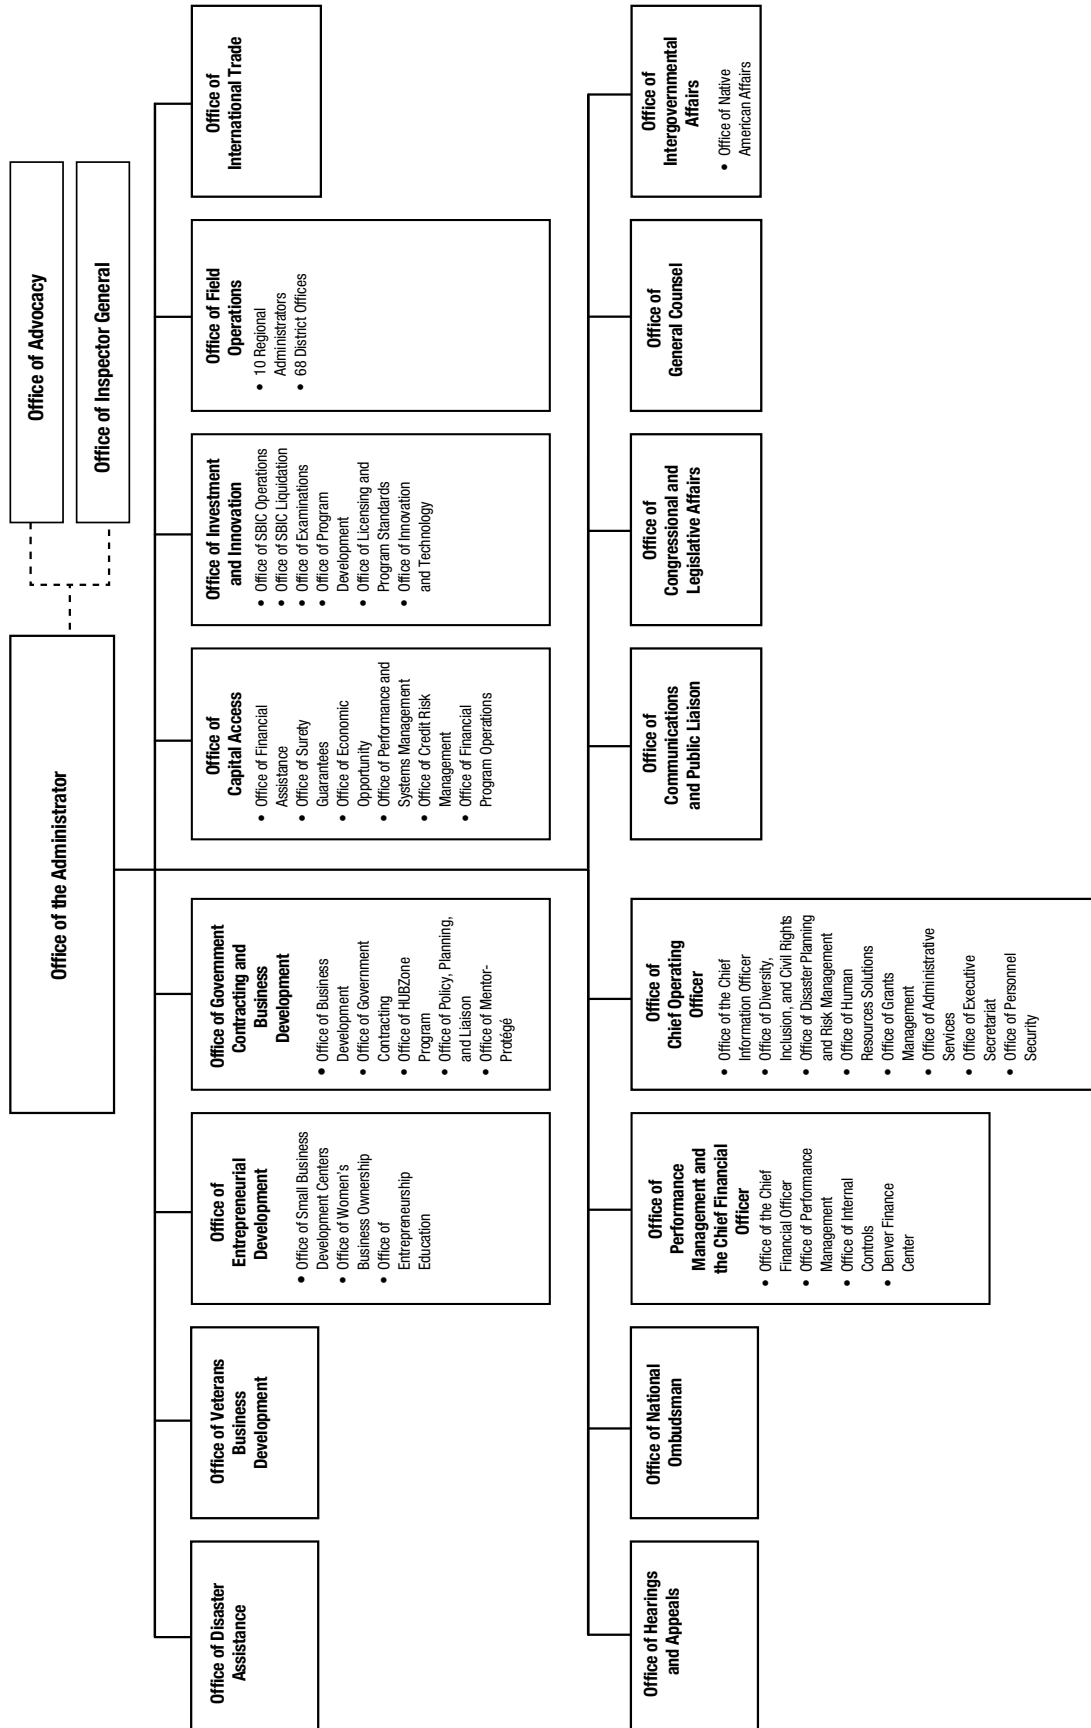 Office of the Administrator
Office of Advocacy
Office of Inspector General
Office of Disaster
Assistance
Office of Veterans
Business
Development
Office of
Entrepreneurial
Development
• Office of Small Business
Development Centers
• Office of Women's
Business Ownership
• Office of
Entrepreneurship
Education
Office of Government
Contracting and
Business
Development
• Office of Business
Development
• Office of Government
Contracting
• Office of HUBZone
Program
• Office of Policy, Planning,
and Liaison
• Office of Mentor-
Protégé
Office of
Capital Access
• Office of Financial
Assistance
• Office of Surety
Guarantees
• Office of Economic
Opportunity
• Office of Performance and
Systems Management
• Office of Credit Risk
Management
• Office of Financial
Program Operations
Office of Investment
and Innovation
• Office of SBIC Operations
• Office of SBIC Liquidation
• Office of Examinations
• Office of Program
Development
• Office of Licensing and
Program Standards
• Office of Innovation
and Technology
Office of Field
Operations
• 10 Regional
Administrators
• 68 District Offices
Office of
International Trade
Office of Hearings
and Appeals
Office of National
Ombudsman
Office of
Performance
Management and
the Chief Financial
Officer
• Office of the Chief
Financial Officer
• Office of Performance
Management
• Office of Internal
Controls
• Denver Finance
Center
Office of
Chief Operating
Officer
• Office of the Chief
Information Officer
• Office of Diversity,
Inclusion, and Civil Rights
• Office of Disaster Planning
and Risk Management
• Office of Human
Resources Solutions
• Office of Grants
Management
• Office of Administrative
Services
• Office of Executive
Secretariat
• Office of Personnel
Security
Office of
Communications
and Public Liaison
Office of
Congressional and
Legislative Affairs
Office of
General Counsel
Office of
Intergovernmental
Affairs
• Office of Native
American Affairs